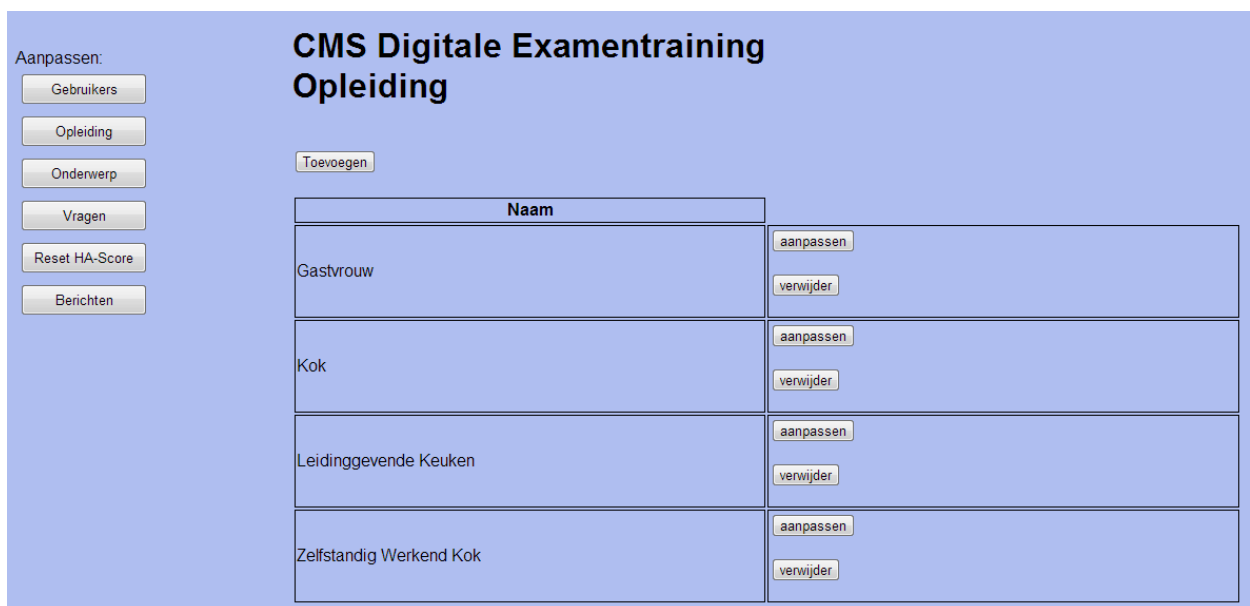 Aanpassen:
Gebruikers
Opleiding
Onderwerp
Vragen
Reset HA-Score
Berichten
CMS Digitale Examentraining
Opleiding
Toevoegen
Naam
Gastvrouw
aanpassen
verwijder
Kok
aanpassen
verwijder
Leidinggevende Keuken
aanpassen
verwijder
Zelfstandig Werkend Kok
aanpassen
verwijder